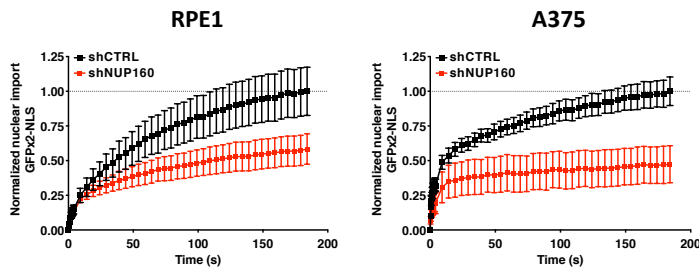 RPE1
Normalized nuclear import
GFPx2-NLS
1.25
1.00
0.75
0.50
0.25
0.00
shCTRL
shNUP160
0
50
100
150
200
Time (s)
A375
Normalized nuclear import
GFPx2-NLS
1.25
1.00
0.75
0.50
0.25
0.00
shCTRL
shNUP160
0
50
100
150
200
Time (s)